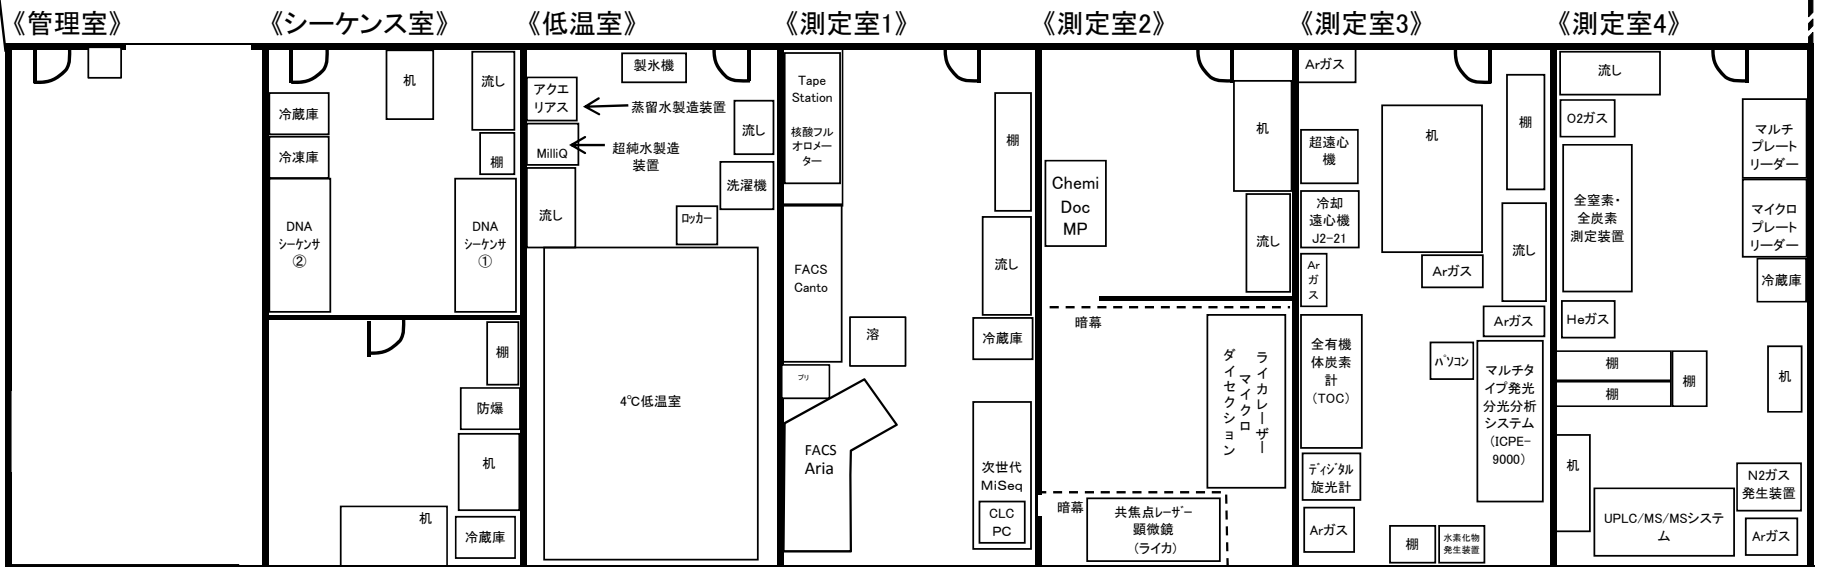 《管理室》
《シーケンス室》
《低温室》
《測定室1》
《測定室2》
《測定室3》
《測定室4》
机
流し
冷蔵庫
冷凍庫
棚
DNA
シーケンサ
②
DNA
シーケンサ
①
棚
防爆
机
机
冷蔵庫
製氷機
アクエ
リアス
蒸留水製造装置
MilliQ
超純水製造
装置
流し
洗濯機
ロッカー
流し
4℃低温室
Tape
Station
核酸フル
オロメー
ター
棚
FACS
Canto
流し
溶
冷蔵庫
プリ
FACS
Aria
次世代
MiSeq
CLC
PC
机
Chemi
Doc
MP
流し
暗幕
ライカレーザー
マイクロ
ダイセクション
暗幕
共焦点レーザー
顕微鏡
(ライカ)
Arガス
棚
机
超遠心
機
冷却
遠心機
J2-21
流し
Ar
ガ
ス
Arガス
Arガス
全有機
体炭素
計
(TOC)
パソコン
マルチタ
イプ発光
分光分析
システム
(ICPE-
9000)
ディジタル
旋光計
Arガス
棚
水素化物
発生装置
流し
O2ガス
マルチ
プレート
リーダー
全窒素・
全炭素
測定装置
マイクロ
プレート
リーダー
冷蔵庫
Heガス
棚
棚
棚
机
机
N2ガス
発生装置
UPLC/MS/MSシステ
ム
Arガス